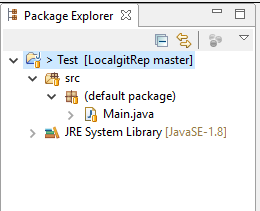 Package Explorer
> Test [LocalgitRep master]
src
(default package)
Main.java
JRE System Library [JavaSE-1.8]